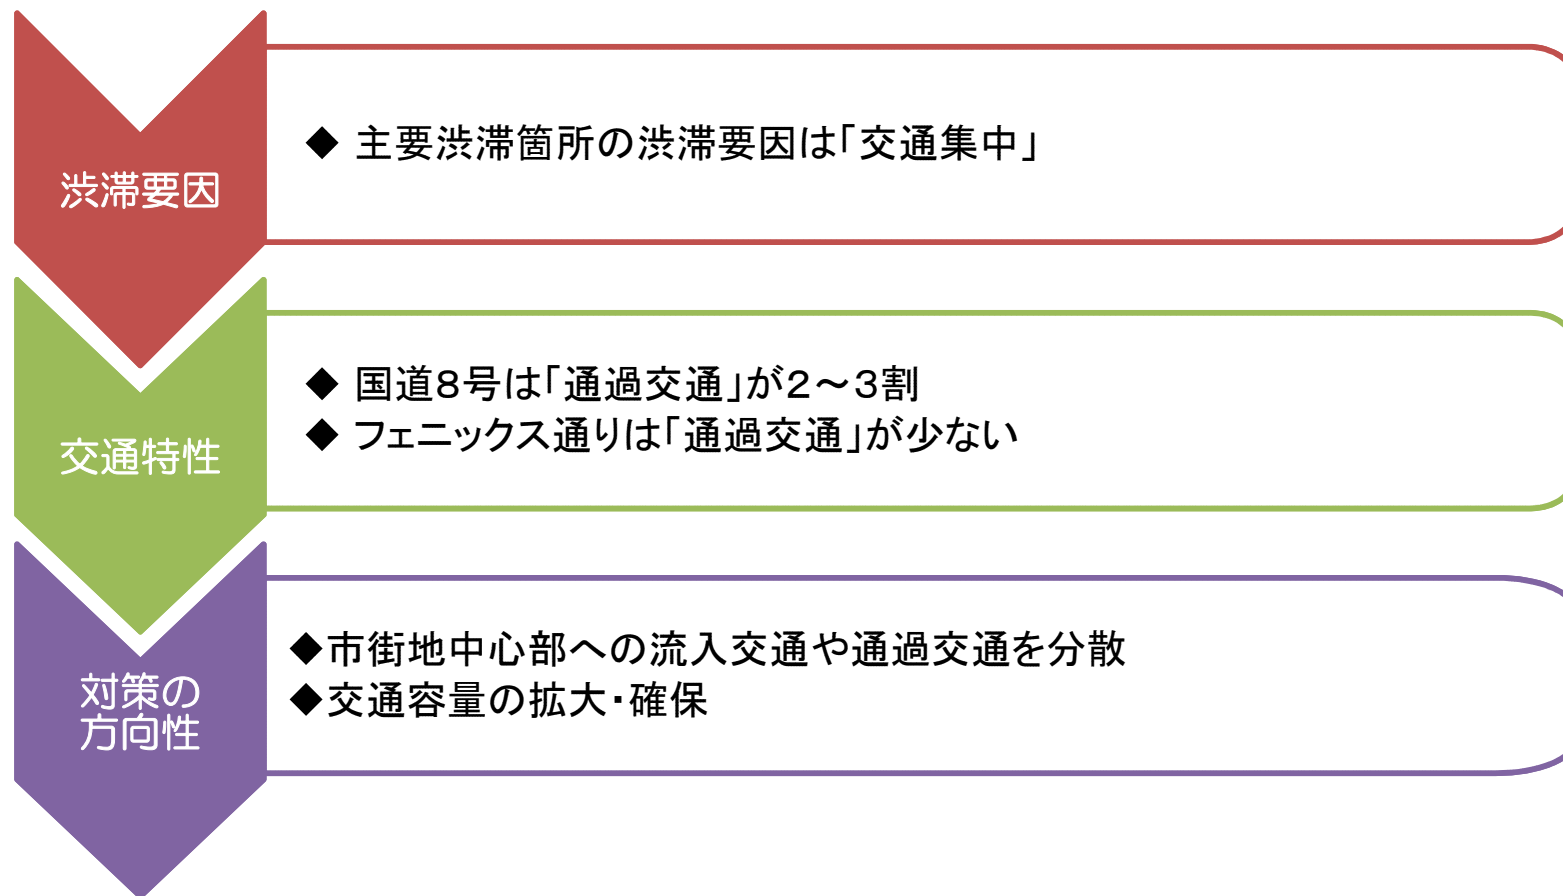 渋滞要因
◆ 主要渋滞箇所の渋滞要因は｢交通集中｣
交通特性
◆ 国道８号は｢通過交通｣が２～３割
◆ フェニックス通りは｢通過交通｣が少ない
対策の
方向性
◆市街地中心部への流入交通や通過交通を分散
◆交通容量の拡大･確保